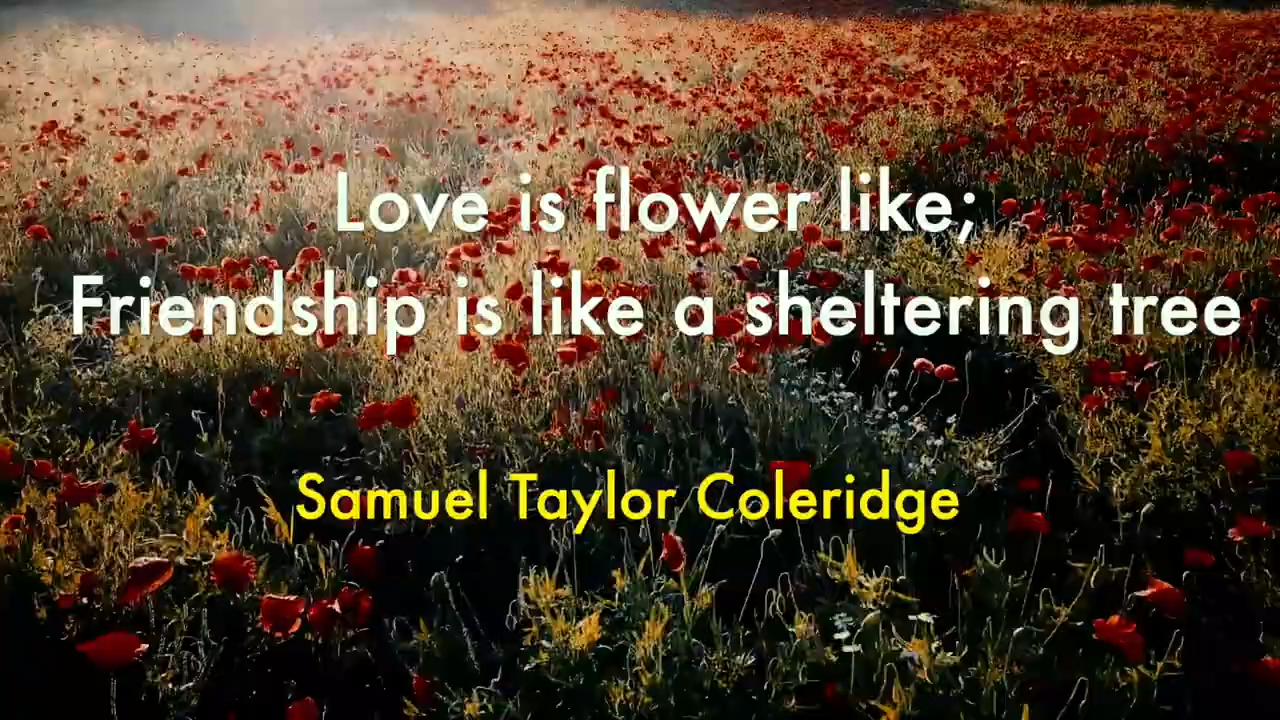 Love is flower like;
Friendship is like a sheltering tree
Samuel Taylor Coleridge